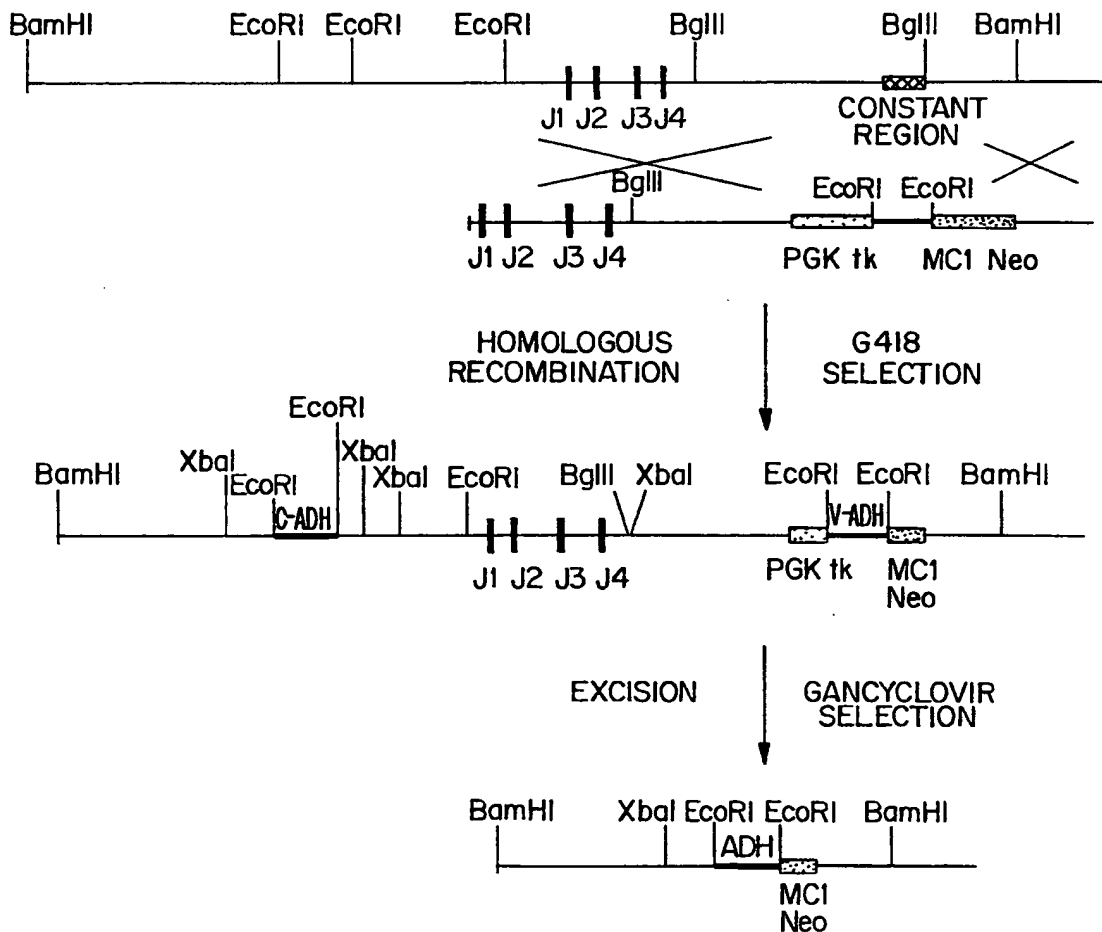 BamHI EcoRI EcoRI EcoRI BglII BglII BamHI
J1 J2 J3 J4 CONSTANT REGION
BglII EcoRI EcoRI
J1 J2 J3 J4 PGK tk MC1 Neo
HOMOLOGOUS RECOMBINATION G418 SELECTION
EcoRI
BamHI XbaI EcoRI XbaI XbaI EcoRI BglII XbaI EcoRI EcoRI BamHI
C-ADH V-ADH
J1 J2 J3 J4 PGK tk MC1 Neo
EXCISION GANCYCLOVIR SELECTION
BamHI XbaI EcoRI EcoRI BamHI
ADH
MC1 Neo